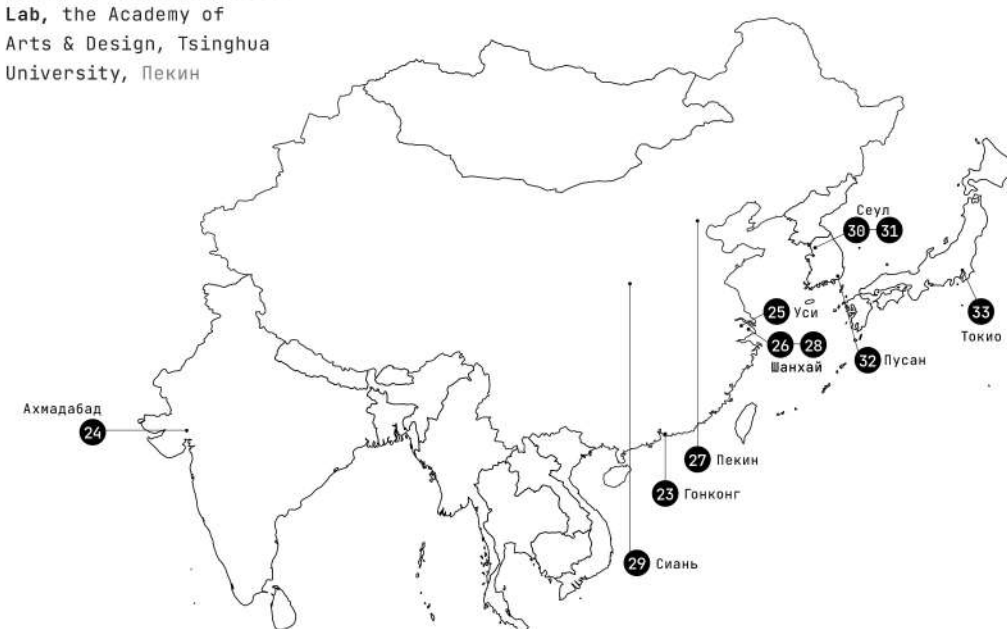 Lab, the Academy of
Arts & Design, Tsinghua
University, Пекин
Сеул
30 31
25 Уси
26 28
Шанхай
33
Токио
32 Пусан
Ахмадабад
24
27 Пекин
23 Гонконг
29 Сиань